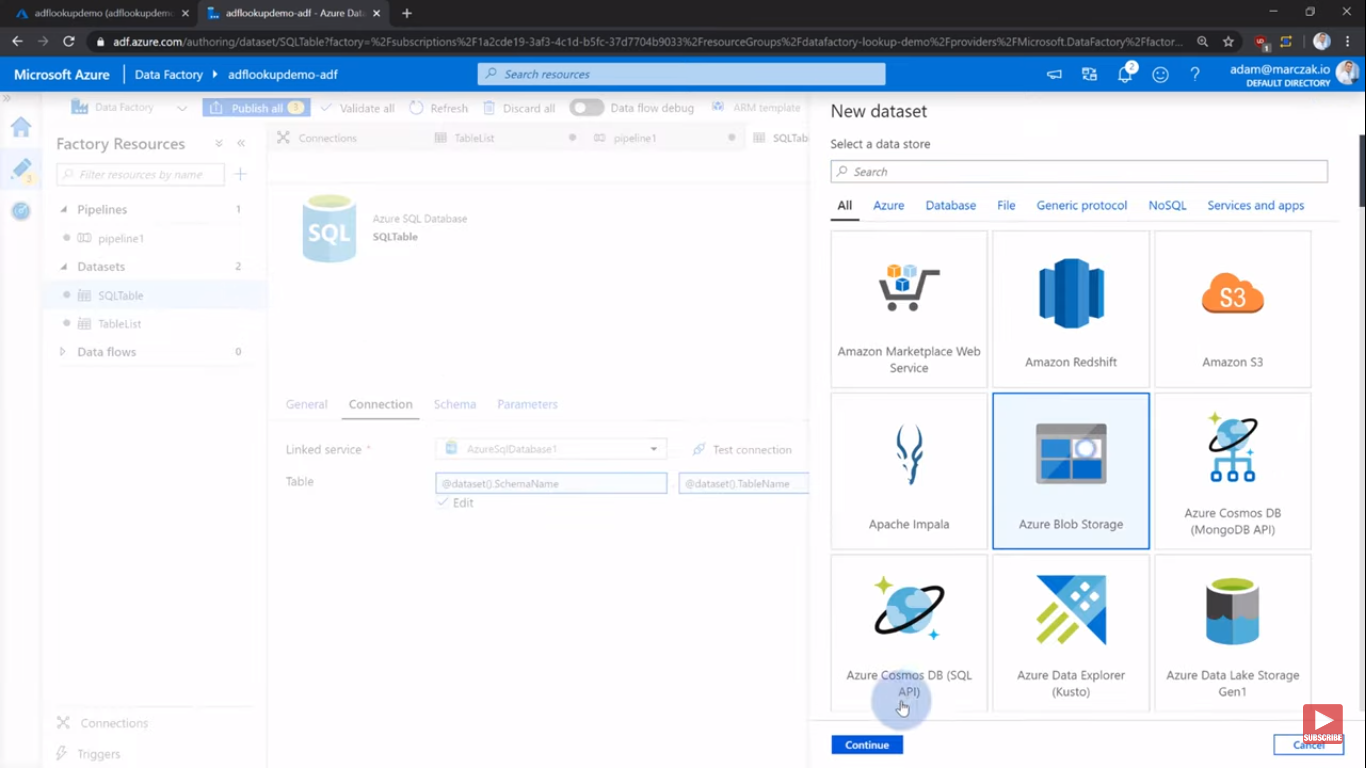 adflookupdemo (adflookupdemo
adflookupdemo-adf - Azure Dat
adf.azure.com/authoring/dataset/SQLTable?factory=%2Fsubscriptions%2F1a2cde19-3af3-4c1d-b5fc-37d7704b9033%2FresourceGroups%2Fdatafactory-lookup-demo%2Fproviders%2FMicrosoft.DataFactory%2Ffactor...
Microsoft Azure
Data Factory
adflookupdemo-adf
Search resources
2
adam@marczak.io
DEFAULT DIRECTORY
Data Factory
Publish all 3
Validate all
Refresh
Discard all
Data flow debug
ARM template
3
Factory Resources
Filter resources by name
Pipelines 1
pipeline1
Datasets 2
SQLTable
TableList
Data flows 0
Connections
Triggers
Connections
TableList
pipeline1
SQLTab
SQL
Azure SQL Database
SQLTable
General
Connection
Schema
Parameters
Linked service *
AzureSqlDatabase1
Test connection
Table
@dataset().SchemaName
@dataset().TableName
Edit
New dataset
Select a data store
Search
All
Azure
Database
File
Generic protocol
NoSQL
Services and apps
Amazon Marketplace Web
Service
Amazon Redshift
S3
Amazon S3
Apache Impala
Azure Blob Storage
Azure Cosmos DB
(MongoDB API)
Azure Cosmos DB (SQL
API)
Azure Data Explorer
(Kusto)
Azure Data Lake Storage
Gen1
Continue
Cancel
SUBSCRIBE